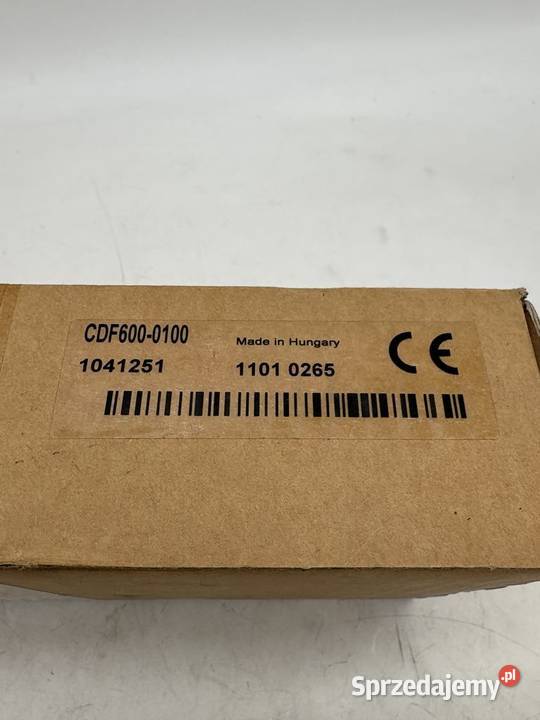 CDF600-0100 Made in Hungary CE
1041251 1101 0265
Sprzedajemy.pl